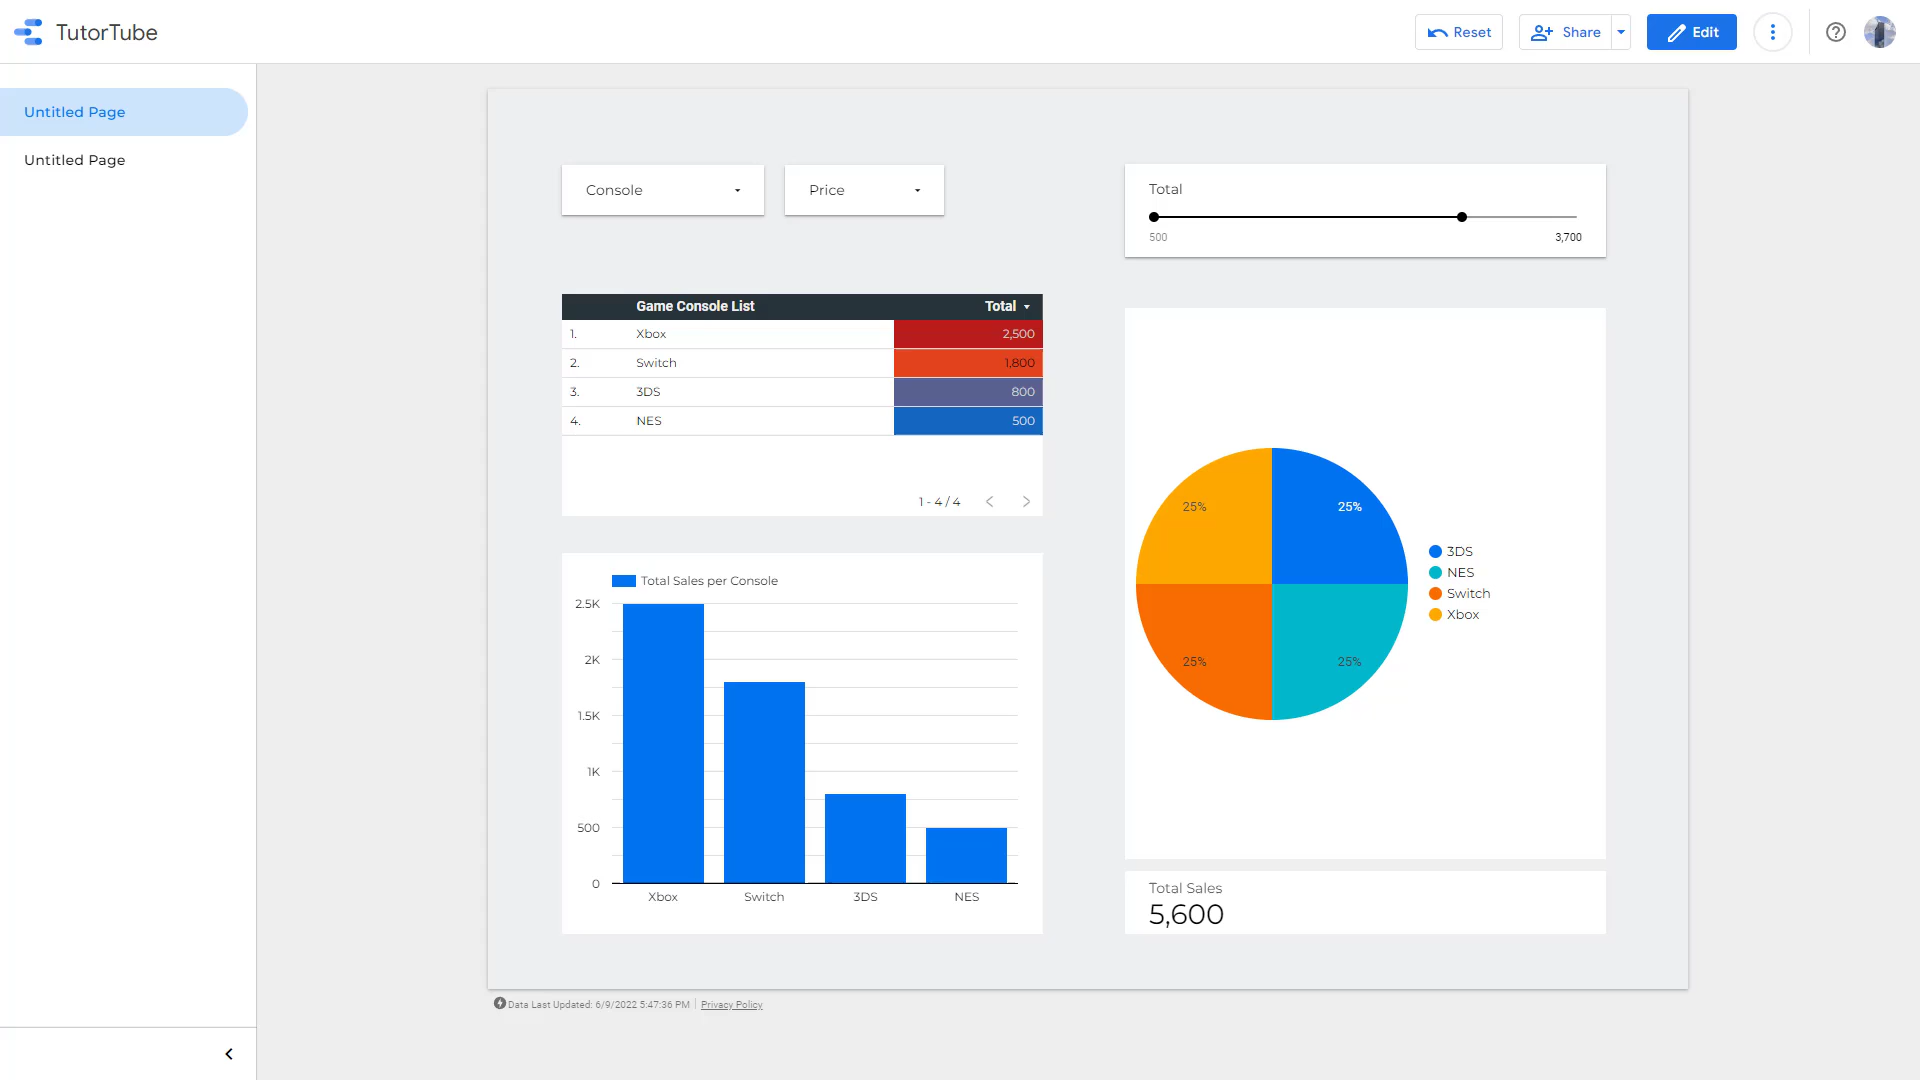 TutorTube
Reset
Share
Edit
Untitled Page
Untitled Page
Console
Price
Total
500
3,700
Game Console List Total
1. Xbox 2,500
2. Switch 1,800
3. 3DS 800
4. NES 500
1 - 4 / 4
Total Sales per Console
2.5K
2K
1.5K
1K
500
0
Xbox Switch 3DS NES
25%
25%
25%
25%
3DS
NES
Switch
Xbox
Total Sales
5,600
Data Last Updated: 6/9/2022 5:47:36 PM
Privacy Policy